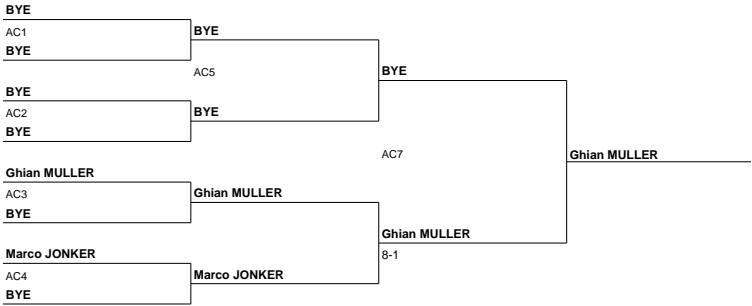 BYE
AC1
BYE
BYE
AC5
BYE
AC2
BYE
BYE
BYE
AC7
Ghian MULLER
Ghian MULLER
AC3
BYE
Ghian MULLER
Ghian MULLER
8-1
Marco JONKER
AC4
BYE
Marco JONKER